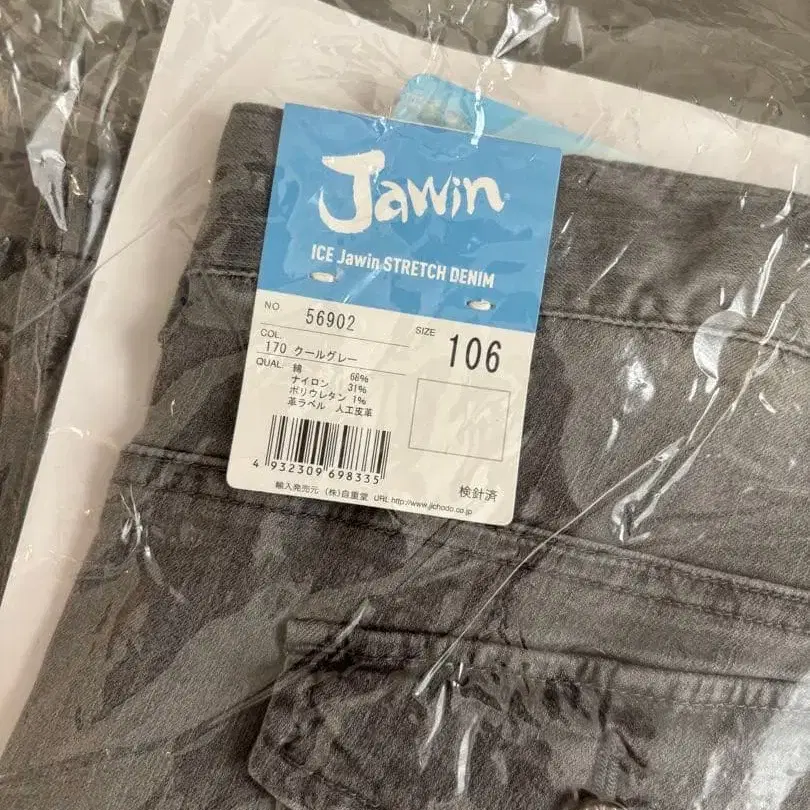 Jawin
ICE Jawin STRETCH DENIM
NO. 56902
SIZE 106
COL. 170 クールグレー
QUAL. 綿 68%
ナイロン 31%
ポリウレタン 1%
革ラベル 人工皮革
4 932309 698335
輸入発売元 (株)自重堂 URL http://www.jichodo.co.jp
検針済